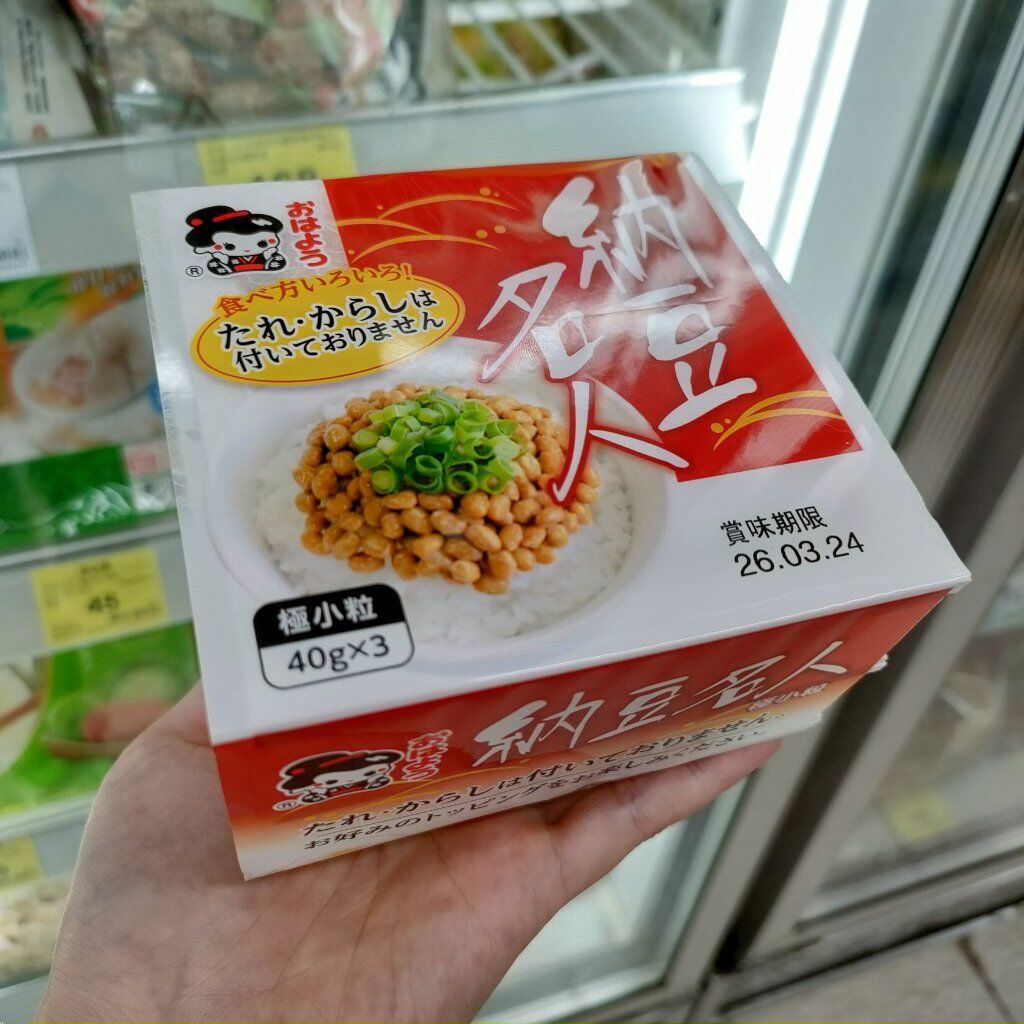 おはよう
®
食べ方いろいろ!
たれ・からしは
付いておりません
納豆
名人
賞味期限
26.03.24
極小粒
40g×3
納豆名人
極小粒
おはよう
®
たれ・からしは付いておりません。
お好みのトッピングをお楽しみください。
45